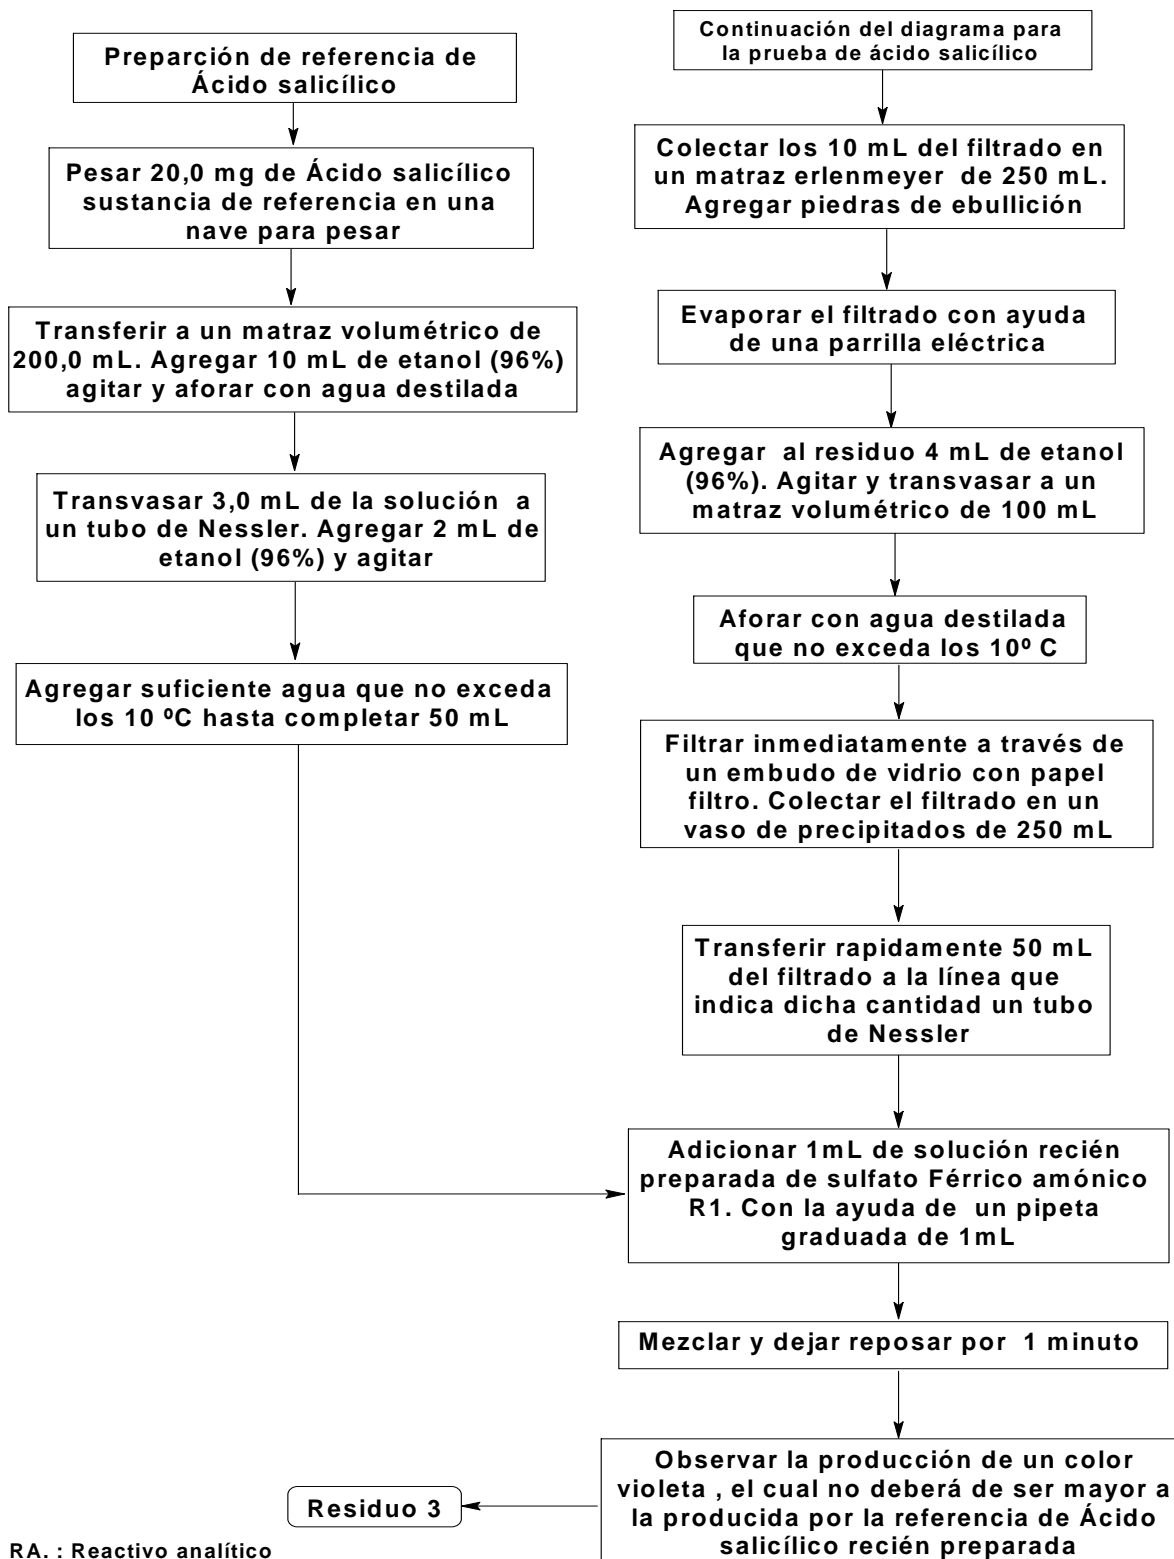 Preparción de referencia de
Ácido salicílico
Pesar 20,0 mg de Ácido salicílico
sustancia de referencia en una
nave para pesar
Transferir a un matraz volumétrico de
200,0 mL. Agregar 10 mL de etanol (96%)
agitar y aforar con agua destilada
Transvasar 3,0 mL de la solución a
un tubo de Nessler. Agregar 2 mL de
etanol (96%) y agitar
Agregar suficiente agua que no exceda
los 10 ºC hasta completar 50 mL
Continuación del diagrama para
la prueba de ácido salicílico
Colectar los 10 mL del filtrado en
un matraz erlenmeyer de 250 mL.
Agregar piedras de ebullición
Evaporar el filtrado con ayuda
de una parrilla eléctrica
Agregar al residuo 4 mL de etanol
(96%). Agitar y transvasar a un
matraz volumétrico de 100 mL
Aforar con agua destilada
que no exceda los 10º C
Filtrar inmediatamente a través de
un embudo de vidrio con papel
filtro. Colectar el filtrado en un
vaso de precipitados de 250 mL
Transferir rapidamente 50 mL
del filtrado a la línea que
indica dicha cantidad un tubo
de Nessler
Adicionar 1mL de solución recién
preparada de sulfato Férrico amónico
R1. Con la ayuda de un pipeta
graduada de 1mL
Mezclar y dejar reposar por 1 minuto
Observar la producción de un color
violeta , el cual no deberá de ser mayor a
la producida por la referencia de Ácido
salicílico recién preparada
Residuo 3
RA. : Reactivo analítico